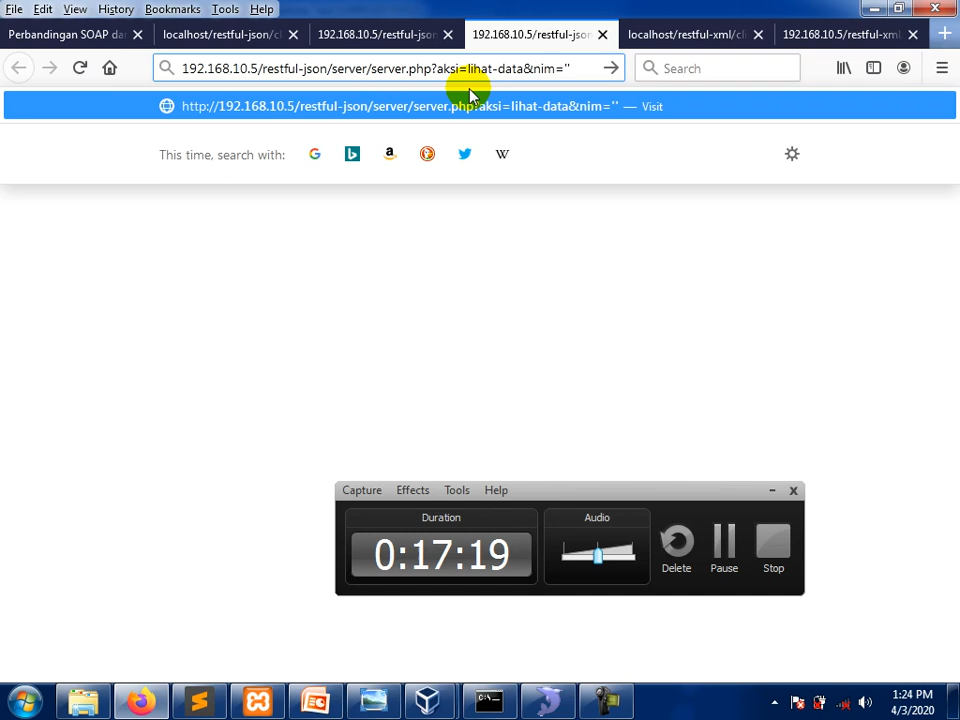 File Edit View History Bookmarks Tools Help
Perbandingan SOAP da
localhost/restful-json/cl
192.168.10.5/restful-json
192.168.10.5/restful-json
localhost/restful-xml/cli
192.168.10.5/restful-xml
192.168.10.5/restful-json/server/server.php?aksi=lihat-data&nim=''
Search
http://192.168.10.5/restful-json/server/server.php?aksi=lihat-data&nim='' — Visit
This time, search with:
Capture Effects Tools Help
Duration
Audio
0:17:19
Delete
Pause
Stop
1:24 PM
4/3/2020